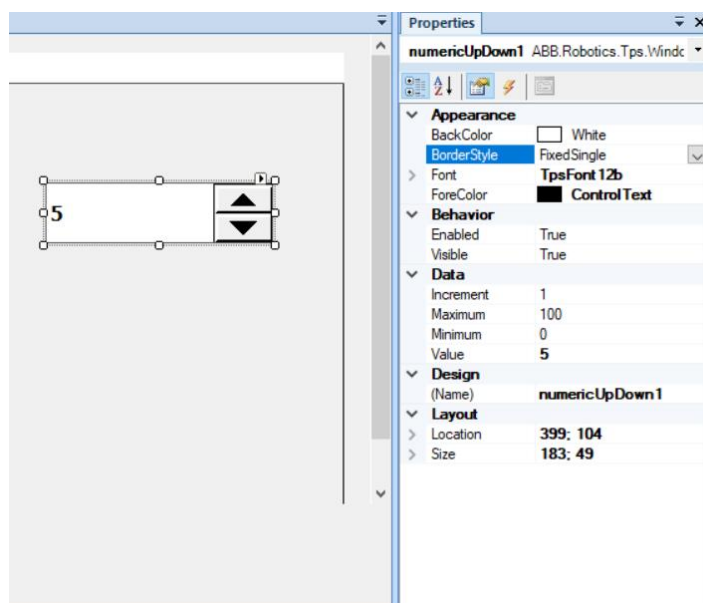 Properties
numericUpDown1 ABB.Robotics.Tps.Windc
A
Z
Appearance
BackColor White
BorderStyle FixedSingle
Font TpsFont12b
ForeColor ControlText
Behavior
Enabled True
Visible True
Data
Increment 1
Maximum 100
Minimum 0
Value 5
Design
(Name) numericUpDown1
Layout
Location 399; 104
Size 183; 49
5